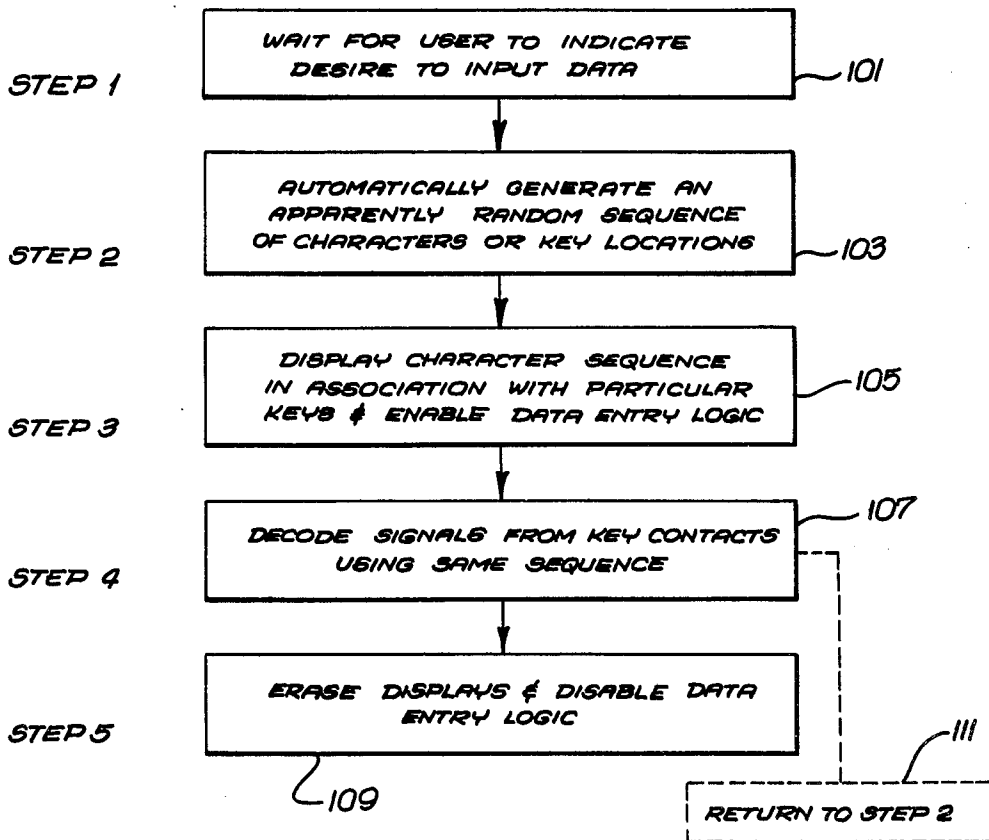 WAIT FOR USER TO INDICATE
DESIRE TO INPUT DATA
STEP 1
101
AUTOMATICALLY GENERATE AN
APPARENTLY RANDOM SEQUENCE
OF CHARACTERS OR KEY LOCATIONS
STEP 2
103
DISPLAY CHARACTER SEQUENCE
IN ASSOCIATION WITH PARTICULAR
KEYS & ENABLE DATA ENTRY LOGIC
STEP 3
105
DECODE SIGNALS FROM KEY CONTACTS
USING SAME SEQUENCE
STEP 4
107
ERASE DISPLAYS & DISABLE DATA
ENTRY LOGIC
STEP 5
109
111
RETURN TO STEP 2